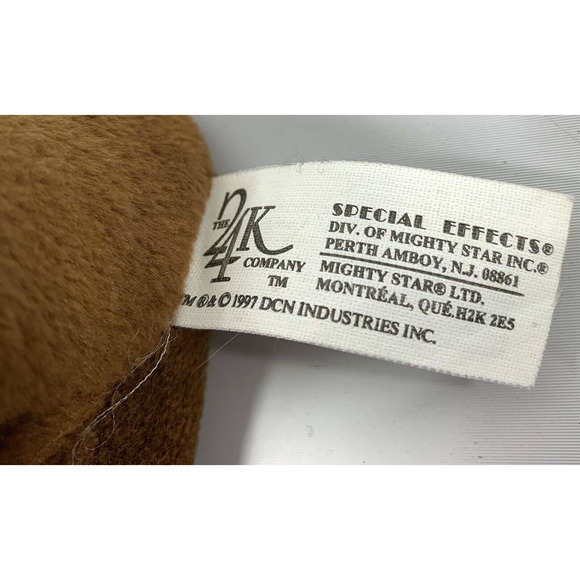 THE 24K COMPANY TM
SPECIAL EFFECTS®
DIV. OF MIGHTY STAR INC.®
PERTH AMBOY, N.J. 08861
MIGHTY STAR® LTD.
MONTRÉAL, QUÉ.H2K 2E5
TM ®& © 1997 DCN INDUSTRIES INC.